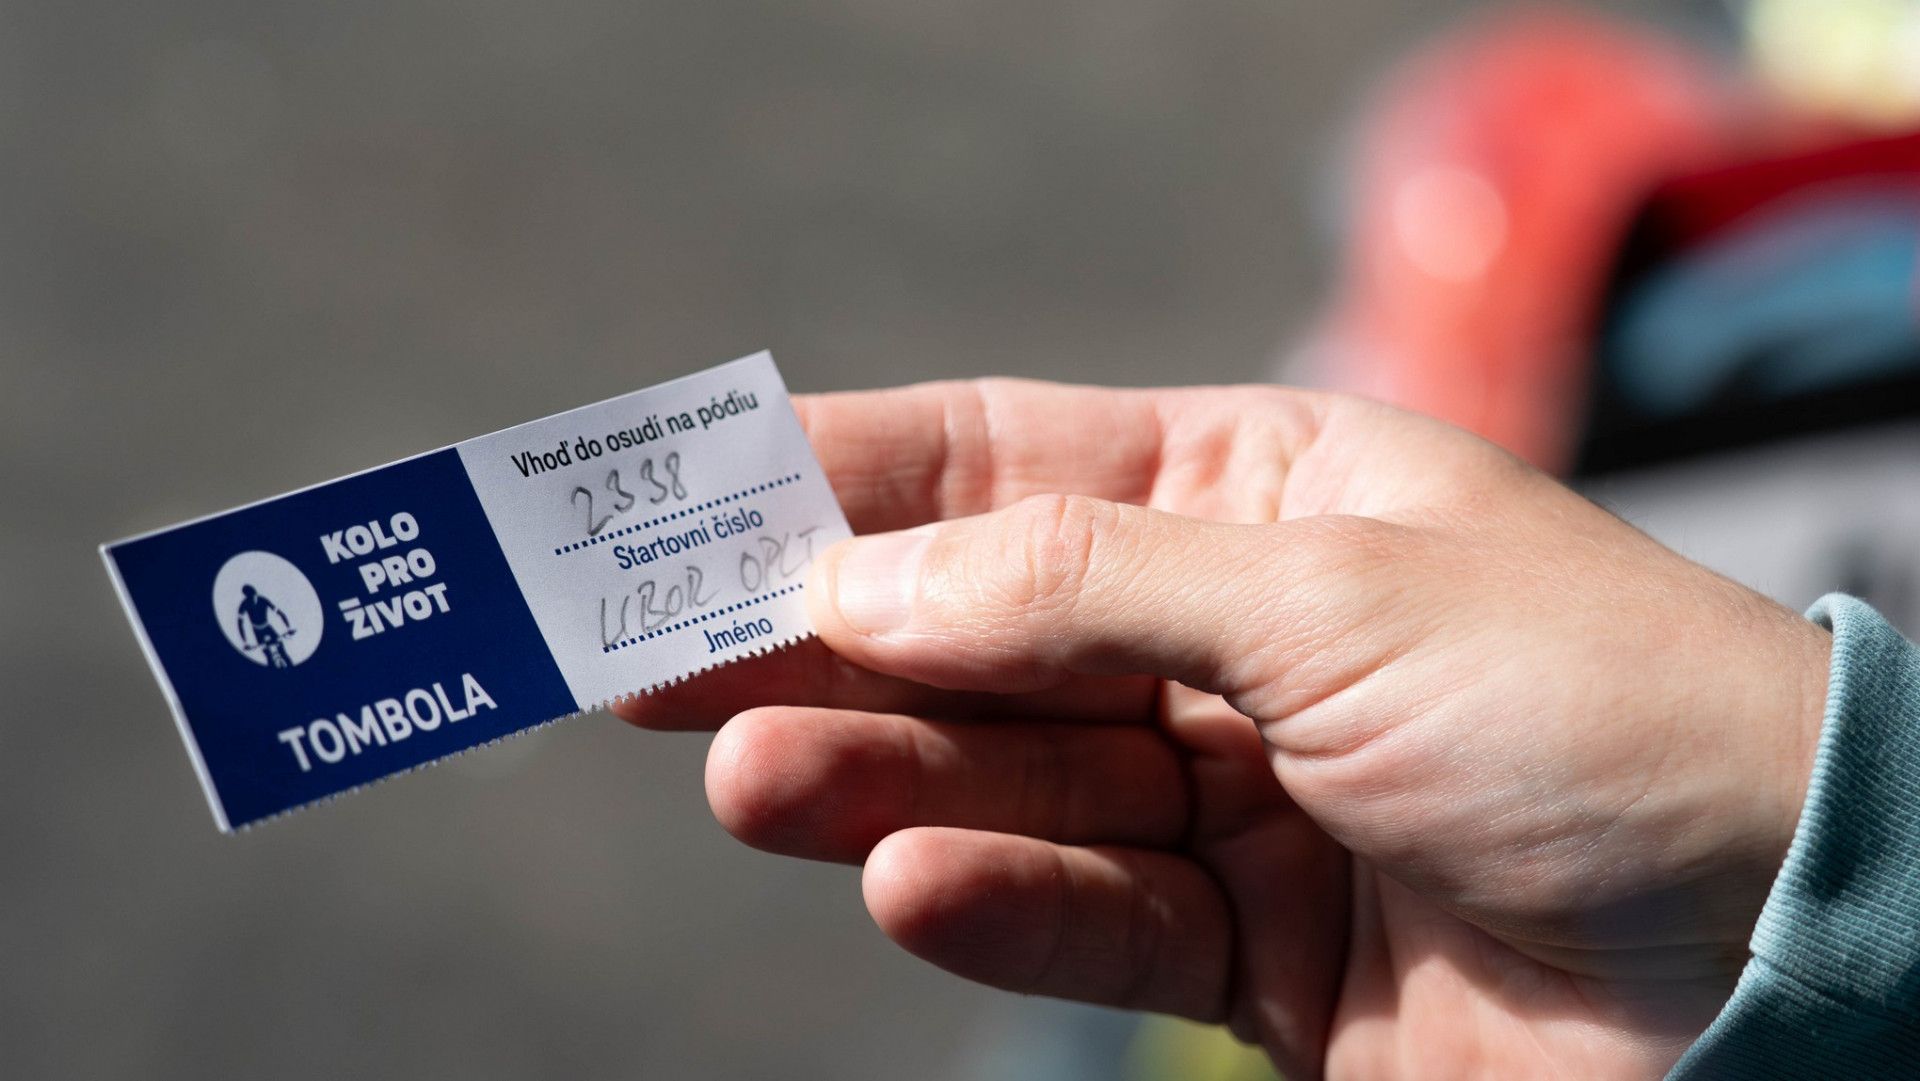 KOLO
PRO
ŽIVOT
TOMBOLA
Vhoď do osudí na pódiu
2338
Startovní číslo
LIBOR OPLT
Jméno